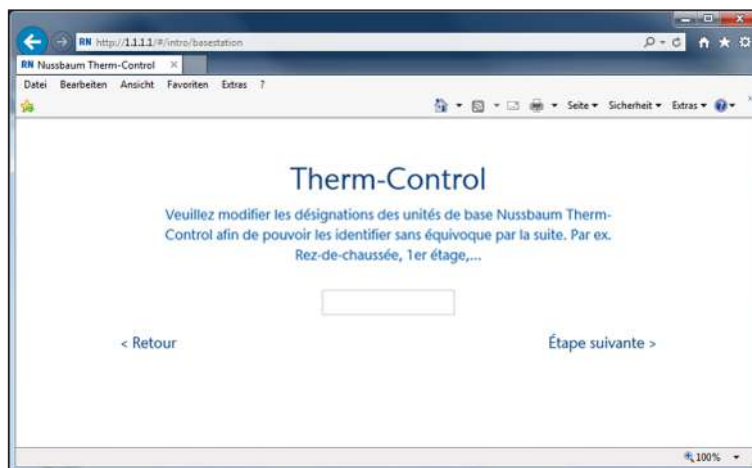 RN http://1.1.1.1/#/intro/basestation
RN Nussbaum Therm-Control
Datei Bearbeiten Ansicht Favoriten Extras ?
Seite Sicherheit Extras
Therm-Control
Veuillez modifier les désignations des unités de base Nussbaum Therm-
Control afin de pouvoir les identifier sans équivoque par la suite. Par ex.
Rez-de-chaussée, 1er étage,...
< Retour Étape suivante >
100%